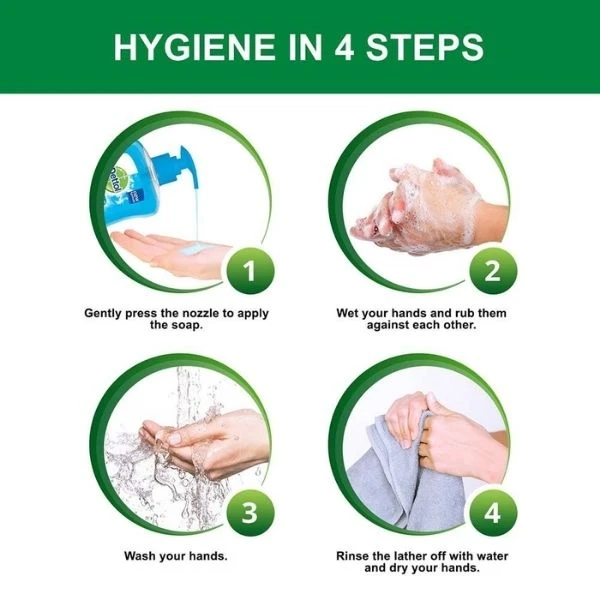 HYGIENE IN 4 STEPS
Dettol
1
Gently press the nozzle to apply
the soap.
2
Wet your hands and rub them
against each other.
3
Wash your hands.
4
Rinse the lather off with water
and dry your hands.